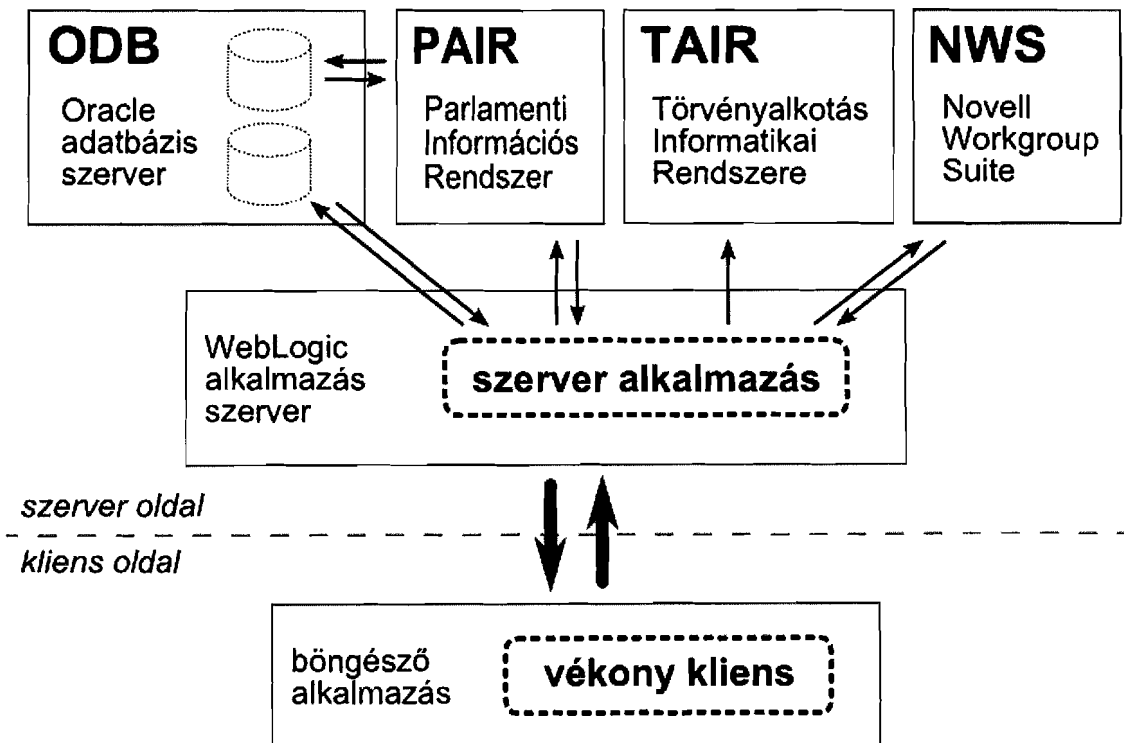 ODB
Oracle
adatbázis
szerver
PAIR
Parlamenti
Információs
Rendszer
TAIR
Törvényalkotás
Informatikai
Rendszere
NWS
Novell
Workgroup
Suite
WebLogic
alkalmazás
szerver
szerver alkalmazás
szerver oldal
kliens oldal
böngésző
alkalmazás
vékony kliens